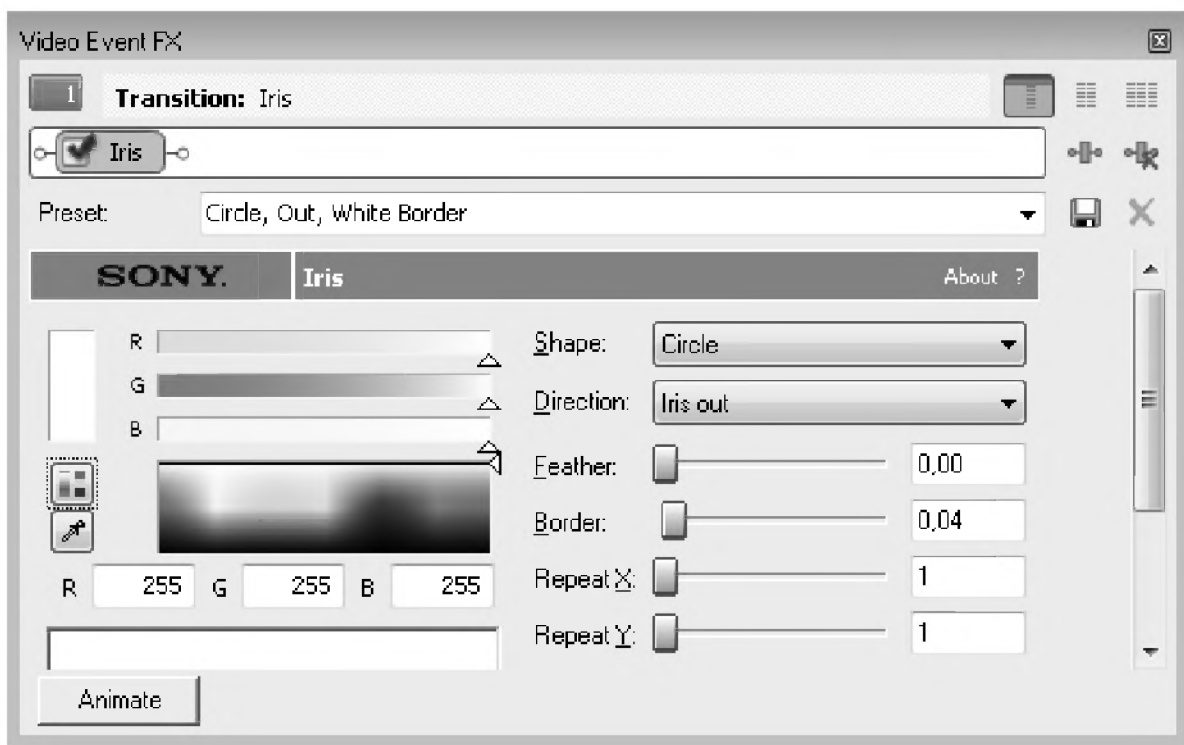 Video Event FX
1 Transition: Iris
Iris
Preset: Circle, Out, White Border
SONY. Iris About ?
R
G
B
R 255 G 255 B 255
Shape: Circle
Direction: Iris out
Feather: 0,00
Border: 0,04
Repeat X: 1
Repeat Y: 1
Animate